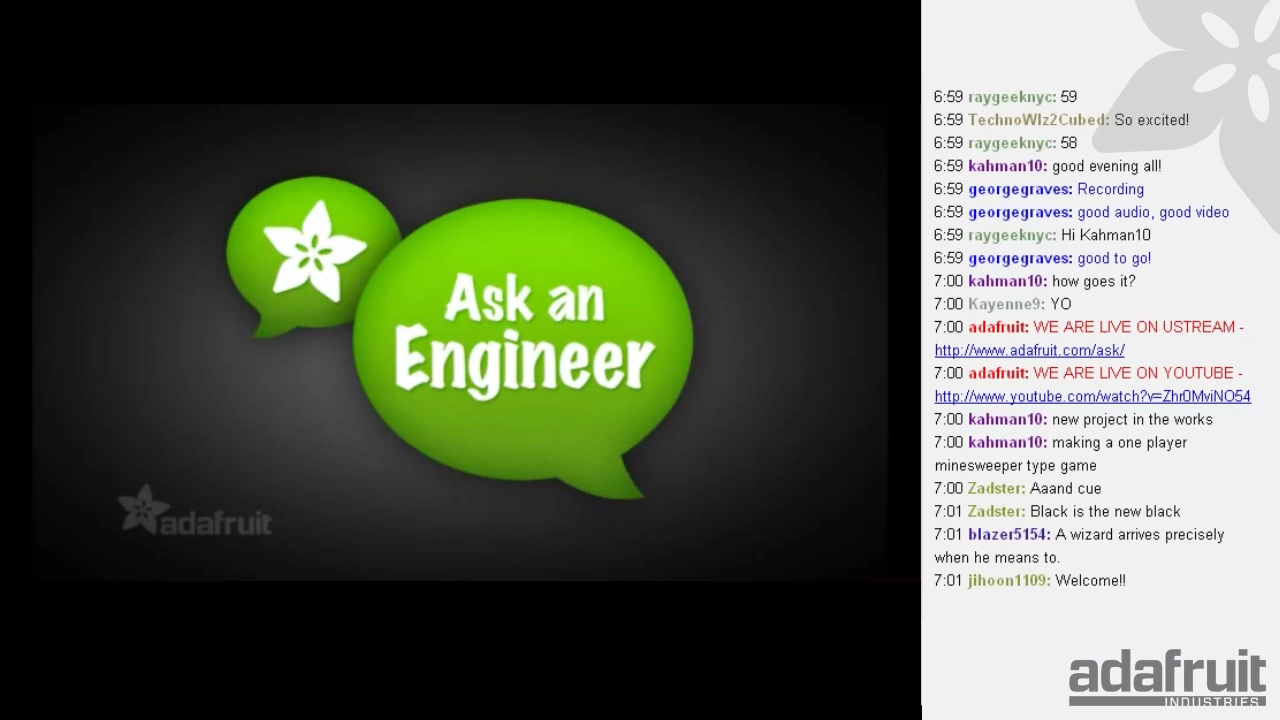 Ask an
Engineer
adafruit
6:59 raygeeknyc: 59
6:59 TechnoWIz2Cubed: So excited!
6:59 raygeeknyc: 58
6:59 kahman10: good evening all!
6:59 georgegraves: Recording
6:59 georgegraves: good audio, good video
6:59 raygeeknyc: Hi Kahman10
6:59 georgegraves: good to go!
7:00 kahman10: how goes it?
7:00 Kayenne9: YO
7:00 adafruit: WE ARE LIVE ON USTREAM -
http://www.adafruit.com/ask/
7:00 adafruit: WE ARE LIVE ON YOUTUBE -
http://www.youtube.com/watch?v=Zhr0MviNO54
7:00 kahman10: new project in the works
7:00 kahman10: making a one player
minesweeper type game
7:00 Zadster: Aaand cue
7:01 Zadster: Black is the new black
7:01 blazer5154: A wizard arrives precisely
when he means to.
7:01 jihoon1109: Welcome!!
adafruit
INDUSTRIES